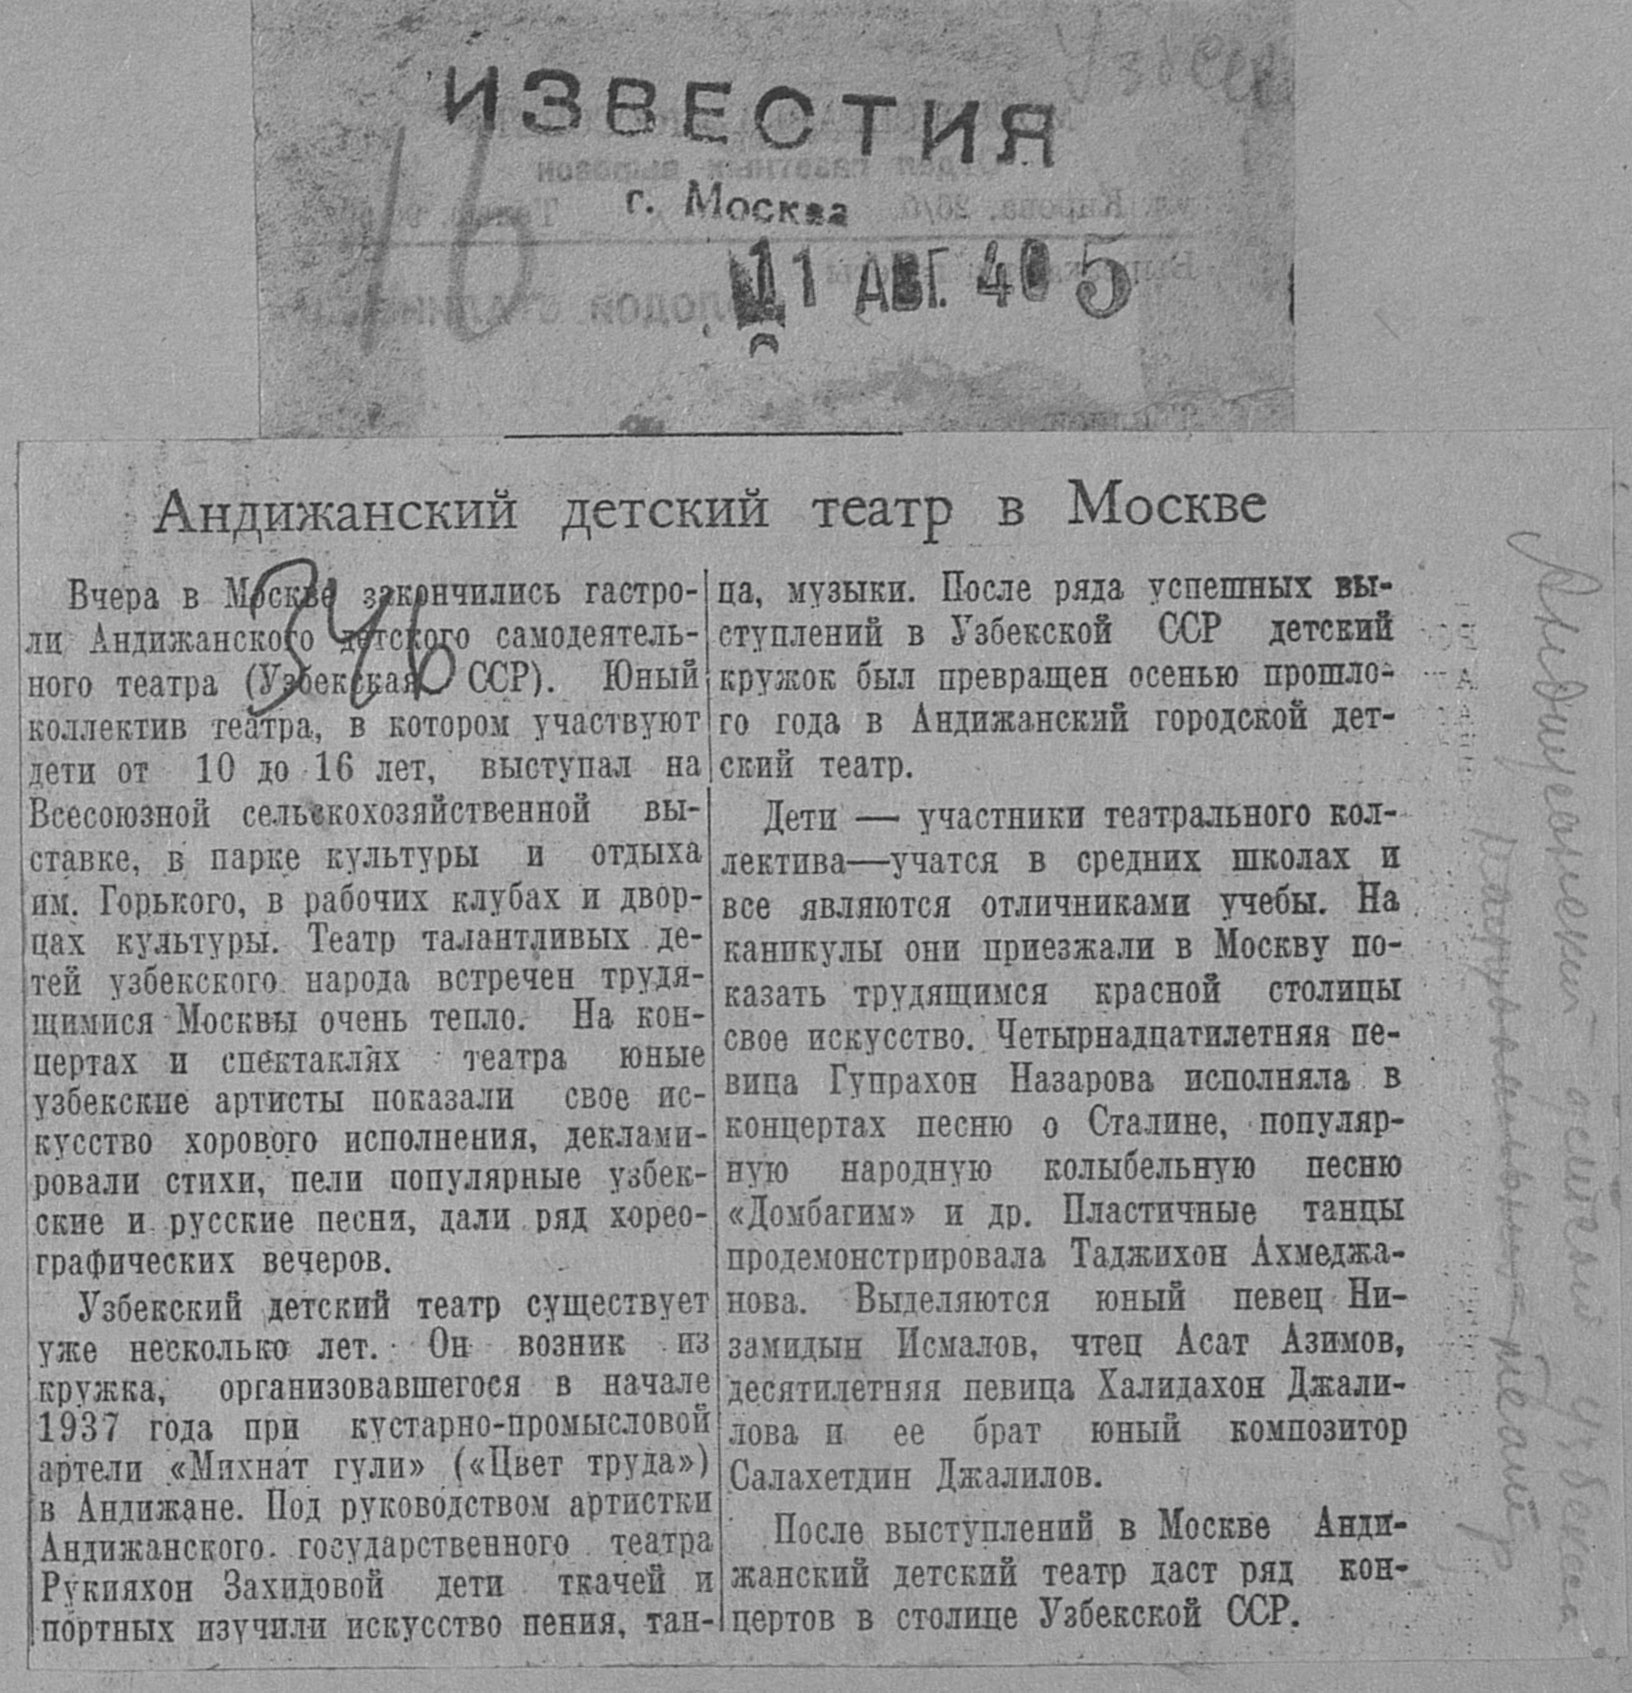 ИЗВЕСТИЯ
г. Москва
11 АВГ. 40 5
16
Андижанский детский театр в Москве
Вчера в Москве закончились гастро-
ли Андижанского детского самодеятель-
ного театра (Узбекская ССР). Юный
коллектив театра, в котором участвуют
дети от 10 до 16 лет, выступал на
Всесоюзной сельскохозяйственной вы-
ставке, в парке культуры и отдыха
им. Горького, в рабочих клубах и двор-
цах культуры. Театр талантливых де-
тей узбекского народа встречен трудя-
щимися Москвы очень тепло. На кон-
цертах и спектаклях театра юные
узбекские артисты показали свое ис-
кусство хорового исполнения, деклами-
ровали стихи, пели популярные узбек-
ские и русские песни, дали ряд хорео-
графических вечеров.
Узбекский детский театр существует
уже несколько лет. Он возник из
кружка, организовавшегося в начале
1937 года при кустарно-промысловой
артели «Михнат гули» («Цвет труда»)
в Андижане. Под руководством артистки
Андижанского государственного театра
Рукияхон Захидовой дети ткачей и
портных изучили искусство пения, тан-
ца, музыки. После ряда успешных вы-
ступлений в Узбекской ССР детский
кружок был превращен осенью прошло-
го года в Андижанский городской дет-
ский театр.
Дети — участники театрального кол-
лектива—учатся в средних школах и
все являются отличниками учебы. На
каникулы они приезжали в Москву по-
казать трудящимся красной столицы
свое искусство. Четырнадцатилетняя пе-
вица Гупрахон Назарова исполняла в
концертах песню о Сталине, популяр-
ную народную колыбельную песню
«Домбагим» и др. Пластичные танцы
продемонстрировала Таджихон Ахмеджа-
нова. Выделяются юный певец Ни-
замидын Исмалов, чтец Асат Азимов,
десятилетняя певица Халидахон Джали-
лова и ее брат юный композитор
Салахетдин Джалилов.
После выступлений в Москве Анди-
жанский детский театр даст ряд кон-
цертов в столице Узбекской ССР.
Андижанский детский узбекск
театр